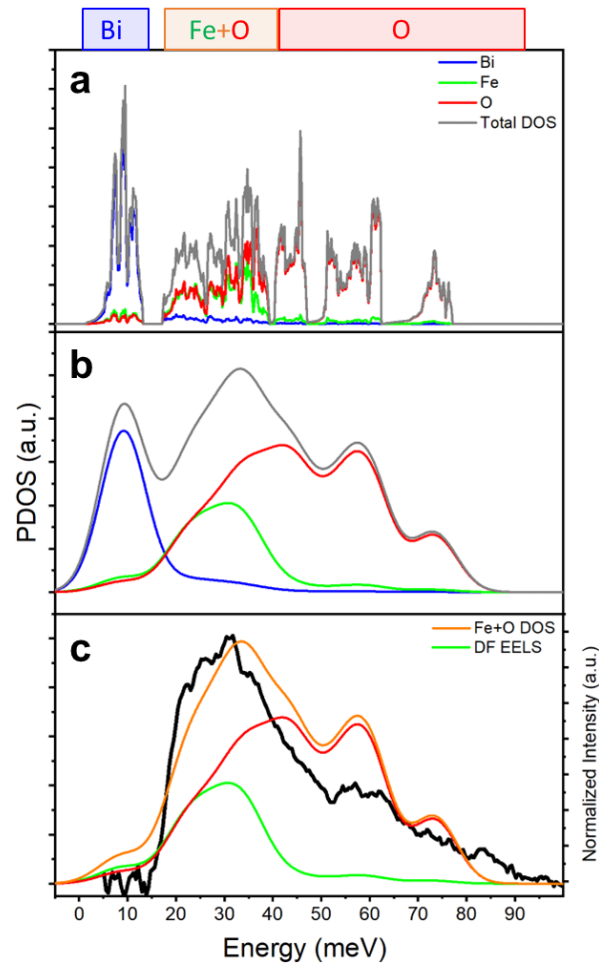 Bi
Fe+O
O
a
Bi
Fe
O
Total DOS
b
PDOS (a.u.)
c
Fe+O DOS
DF EELS
Normalized Intensity (a.u.)
0 10 20 30 40 50 60 70 80 90
Energy (meV)